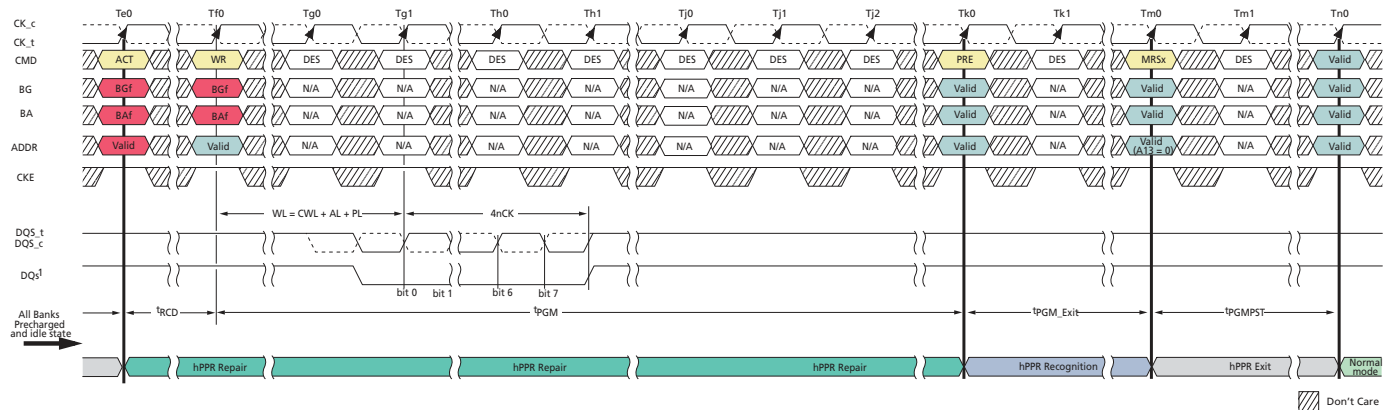 Te0 Tf0 Tg0 Tg1 Th0 Th1 Tj0 Tj1 Tj2 Tk0 Tk1 Tm0 Tm1 Tn0
CK_c
CK_t
CMD ACT WR DES DES DES DES DES DES DES PRE DES MRSx DES Valid
BG BGf BGf N/A N/A N/A N/A N/A N/A N/A Valid N/A Valid N/A Valid
BA BAf BAf N/A N/A N/A N/A N/A N/A N/A Valid N/A Valid N/A Valid
ADDR Valid Valid N/A N/A N/A N/A N/A N/A N/A Valid N/A Valid (A13 = 0) N/A Valid
CKE
WL = CWL + AL + PL 4nCK
DQS_t
DQS_c
DQs1
bit 0 bit 1 bit 6 bit 7
All Banks
Precharged
and idle state
tRCD tPGM tPGM_Exit tPGMPST
hPPR Repair hPPR Repair hPPR Repair hPPR Recognition hPPR Exit Normal
mode
Don't Care